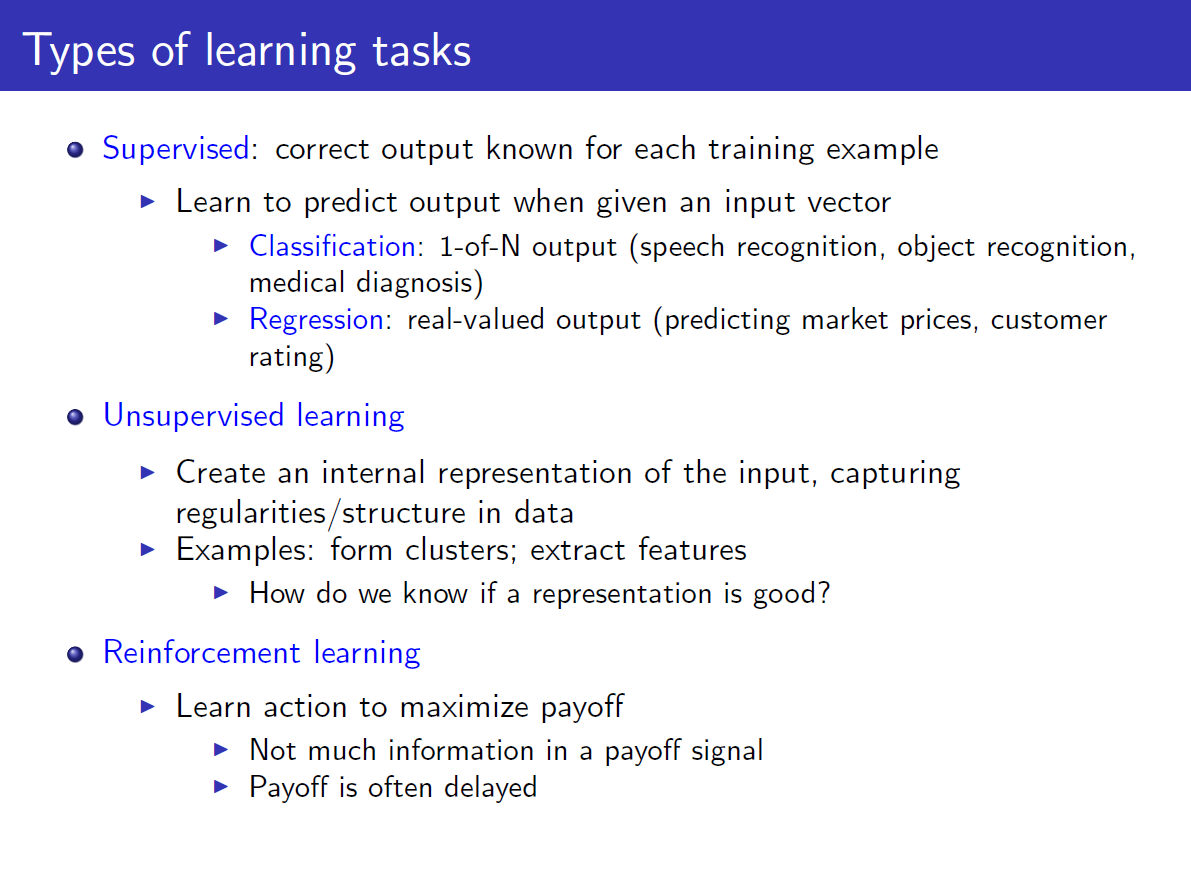 Types of learning tasks
Supervised: correct output known for each training example
Learn to predict output when given an input vector
Classification: 1-of-N output (speech recognition, object recognition,
medical diagnosis)
Regression: real-valued output (predicting market prices, customer
rating)
Unsupervised learning
Create an internal representation of the input, capturing
regularities/structure in data
Examples: form clusters; extract features
How do we know if a representation is good?
Reinforcement learning
Learn action to maximize payoff
Not much information in a payoff signal
Payoff is often delayed